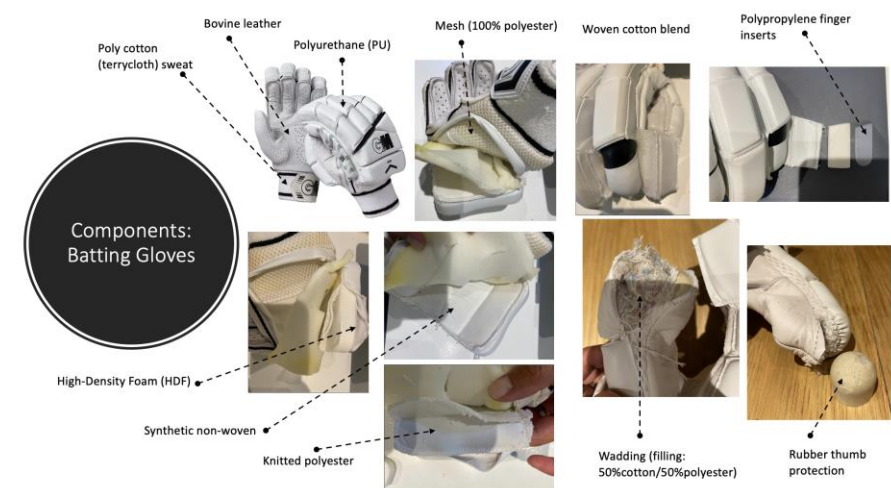 Components:
Batting Gloves
Bovine leather
Poly cotton
(terrycloth) sweat
Polyurethane (PU)
Mesh (100% polyester)
Woven cotton blend
Polypropylene finger
inserts
GM
High-Density Foam (HDF)
Synthetic non-woven
Knitted polyester
Wadding (filling:
50%cotton/50%polyester)
Rubber thumb
protection